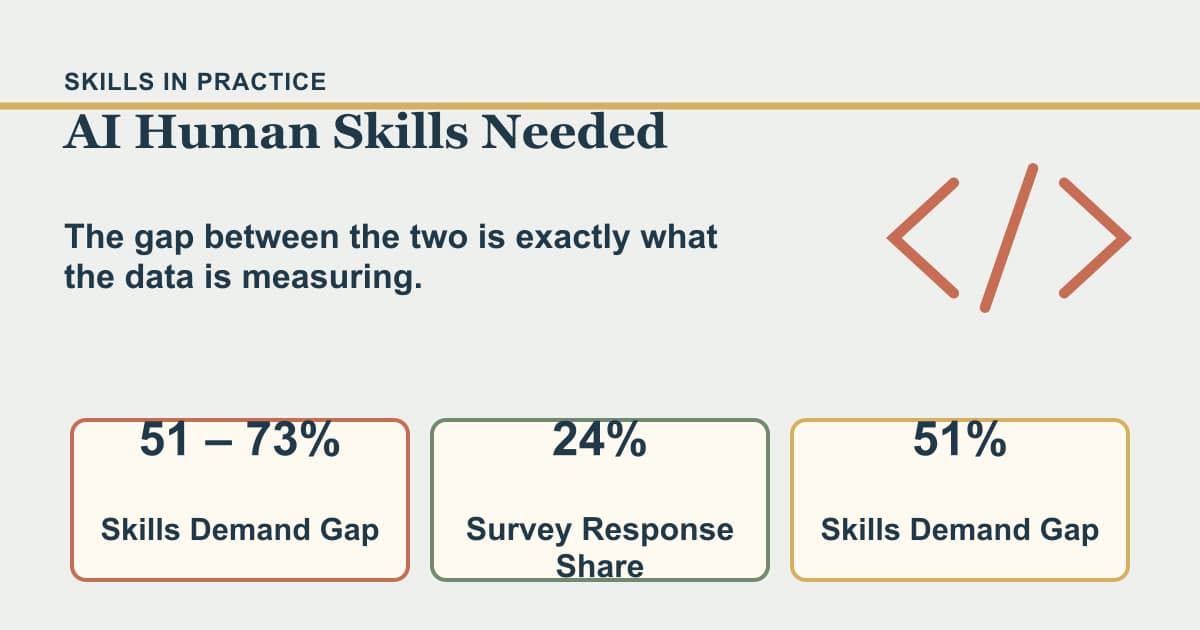 SKILLS IN PRACTICE
AI Human Skills Needed
The gap between the two is exactly what
the data is measuring.
51 – 73%
Skills Demand Gap
24%
Survey Response
Share
51%
Skills Demand Gap